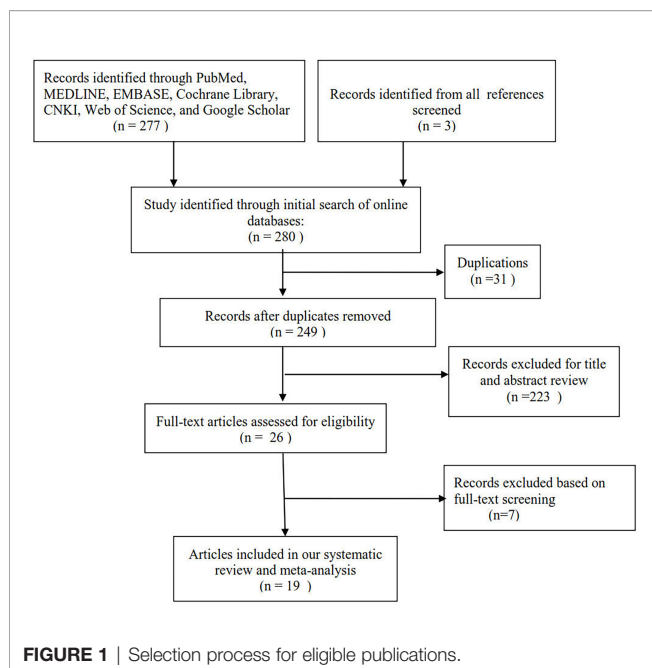 Records identified through PubMed,
MEDLINE, EMBASE, Cochrane Library,
CNKI, Web of Science, and Google Scholar
(n = 277 )
Records identified from all references
screened
(n = 3)
Study identified through initial search of online
databases:
(n = 280 )
Duplications
(n =31 )
Records after duplicates removed
(n = 249 )
Records excluded for title
and abstract review
(n =223 )
Full-text articles assessed for eligibility
(n = 26 )
Records excluded based on
full-text screening
(n=7)
Articles included in our systematic
review and meta-analysis
(n = 19 )
FIGURE 1 | Selection process for eligible publications.